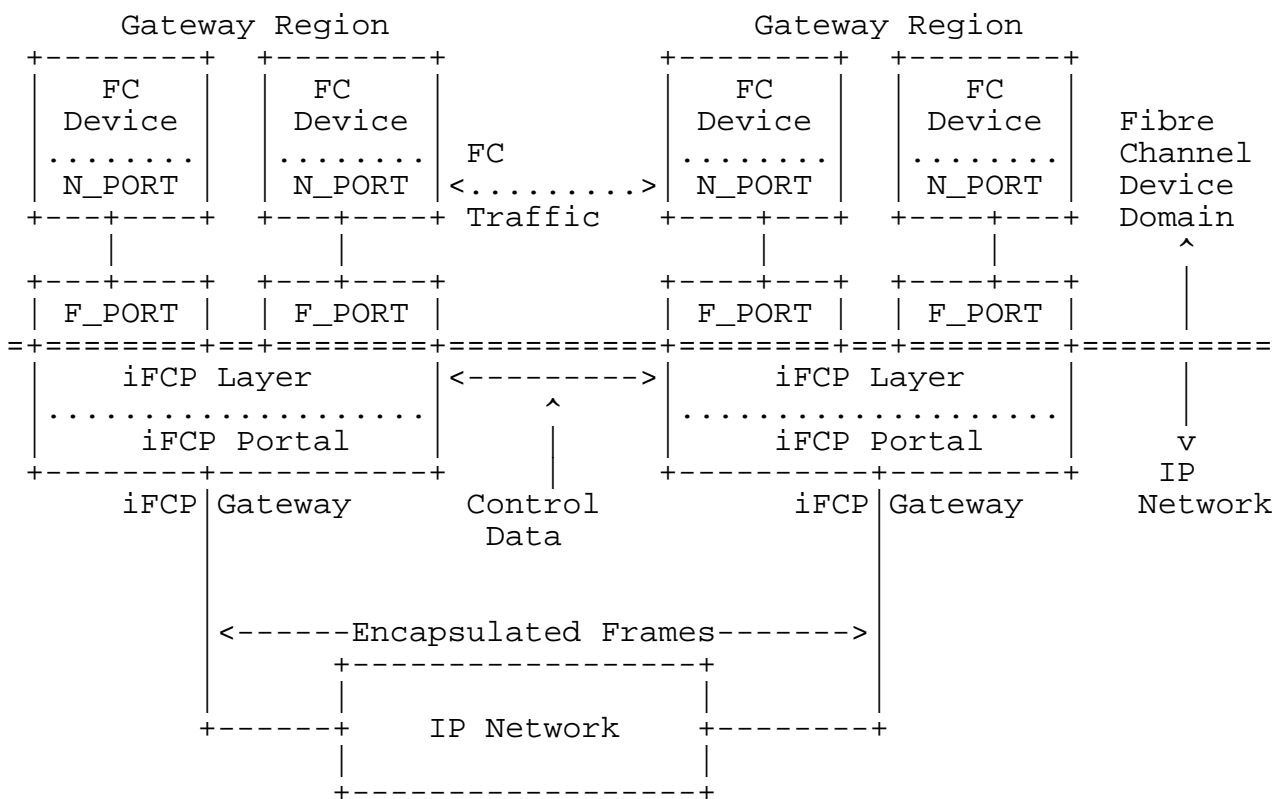 Gateway Region Gateway Region
+--------+ +--------+ +--------+ +--------+
| FC | | FC | | FC | | FC |
| Device | | Device | | Device | | Device | Fibre
|........| |........| FC |........| |........| Channel
| N_PORT | | N_PORT |<.........>| N_PORT | | N_PORT | Device
+---+----+ +---+----+ Traffic +----+---+ +----+---+ Domain
| | | | ^
+---+----+ +---+----+ +----+---+ +----+---+ |
| F_PORT | | F_PORT | | F_PORT | | F_PORT | |
=+========+==+========+===========+========+==+========+==========
| iFCP Layer |<--------->| iFCP Layer | |
|....................| ^ |....................| |
| iFCP Portal | | | iFCP Portal | v
+--------+-----------+ | +----------+---------+ IP
iFCP|Gateway Control iFCP|Gateway Network
| Data |
| |
| |
|<------Encapsulated Frames------->|
| +------------------+ |
| | | |
+------+ IP Network +--------+
| |
+------------------+